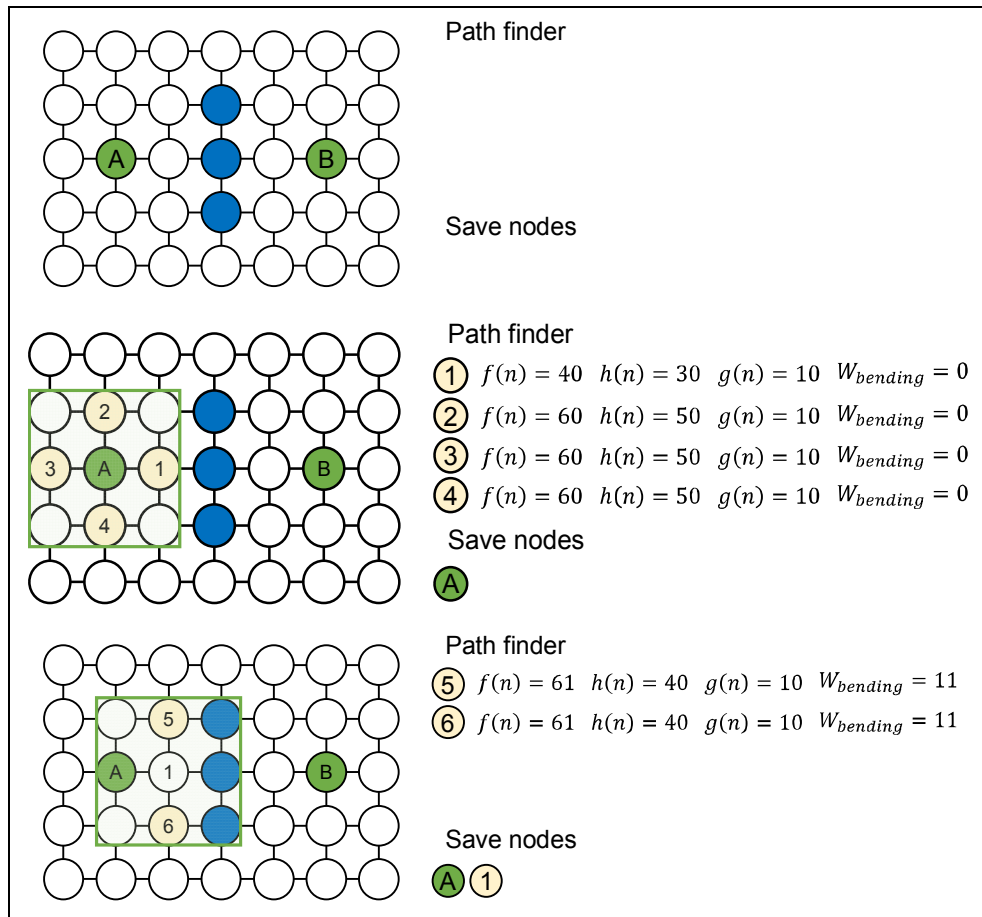 Path finder
A
B
Save nodes
Path finder
1 f(n) = 40 h(n) = 30 g(n) = 10 W_bending = 0
2 f(n) = 60 h(n) = 50 g(n) = 10 W_bending = 0
3 f(n) = 60 h(n) = 50 g(n) = 10 W_bending = 0
4 f(n) = 60 h(n) = 50 g(n) = 10 W_bending = 0
2
3 A 1 B
4
Save nodes
A
Path finder
5 f(n) = 61 h(n) = 40 g(n) = 10 W_bending = 11
6 f(n) = 61 h(n) = 40 g(n) = 10 W_bending = 11
5
A 1 B
6
Save nodes
A 1